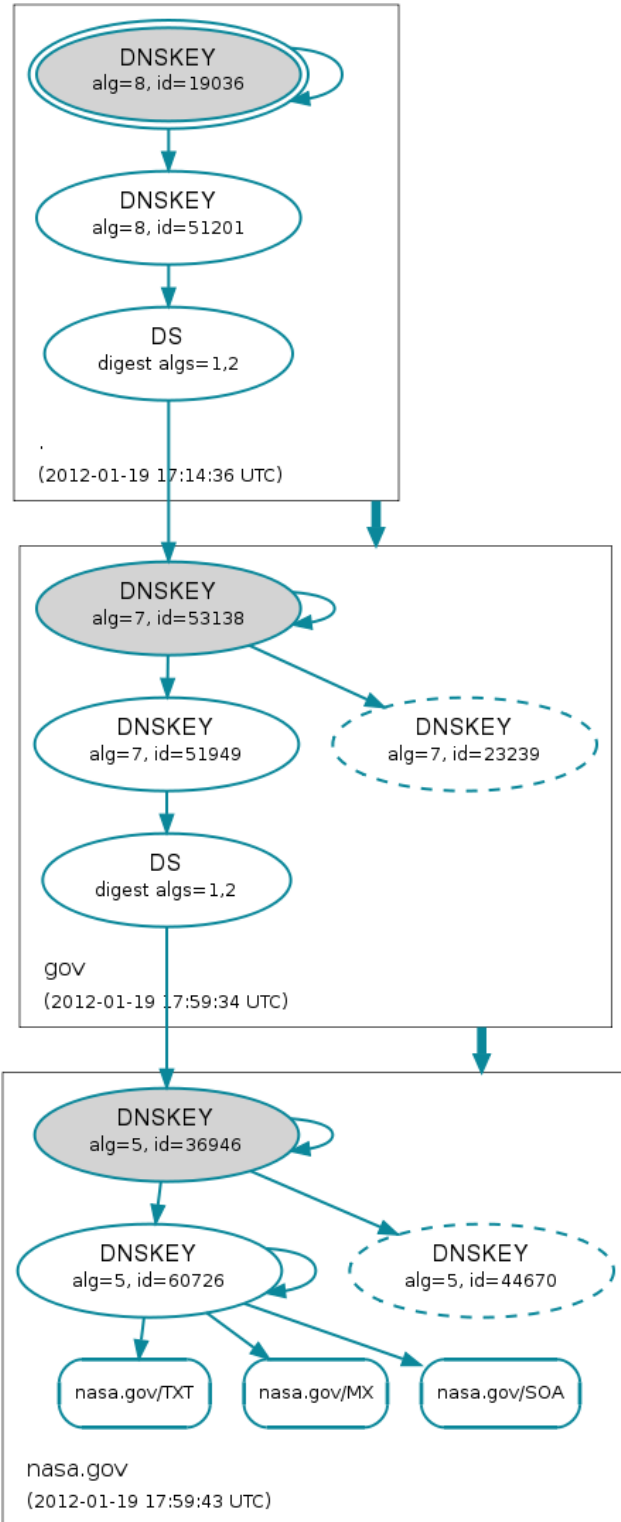 DNSKEY
alg=8, id=19036
DNSKEY
alg=8, id=51201
DS
digest algs=1,2
.
(2012-01-19 17:14:36 UTC)
DNSKEY
alg=7, id=53138
DNSKEY
alg=7, id=51949
DNSKEY
alg=7, id=23239
DS
digest algs=1,2
gov
(2012-01-19 17:59:34 UTC)
DNSKEY
alg=5, id=36946
DNSKEY
alg=5, id=60726
DNSKEY
alg=5, id=44670
nasa.gov/TXT
nasa.gov/MX
nasa.gov/SOA
nasa.gov
(2012-01-19 17:59:43 UTC)